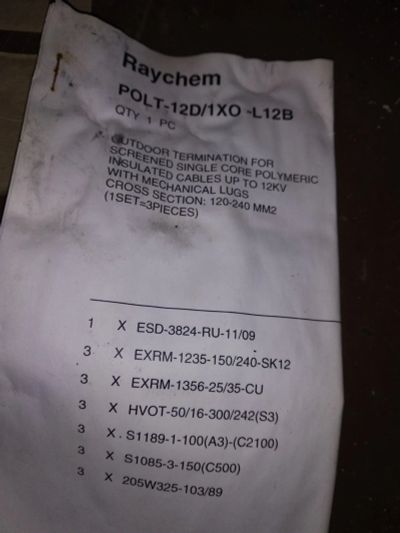 Raychem
POLT-12D/1XO -L12B
QTY 1 PC
OUTDOOR TERMINATION FOR
SCREENED SINGLE CORE POLYMERIC
INSULATED CABLES UP TO 12KV
WITH MECHANICAL LUGS
CROSS SECTION: 120-240 MM2
(1SET=3PIECES)
1 X ESD-3824-RU-11/09
3 X EXRM-1235-150/240-SK12
3 X EXRM-1356-25/35-CU
3 X HVOT-50/16-300/242(S3)
3 X S1189-1-100(A3)-(C2100)
3 X S1085-3-150(C500)
3 X 205W325-103/89